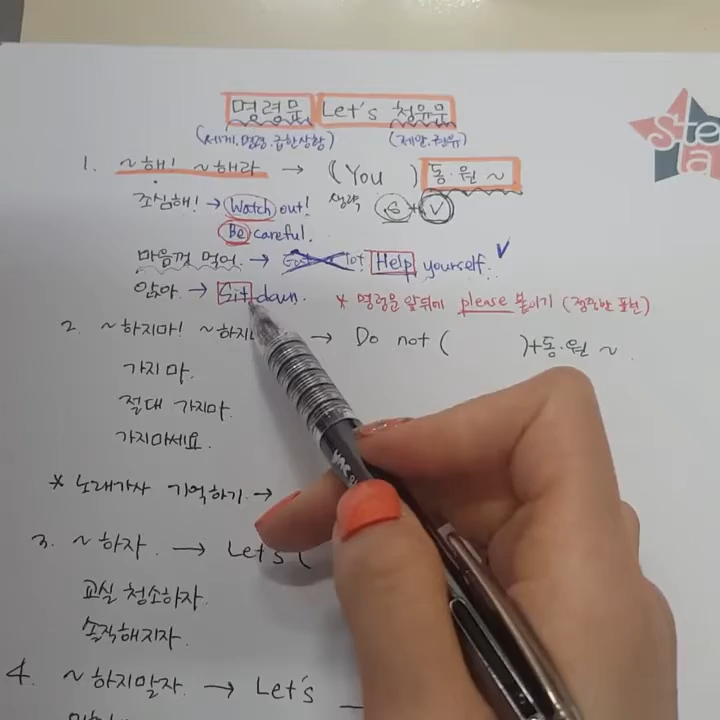 명령문 Let's 청유문
(세게.명령.급한상황) (제안.권유)
ste
la
1. ~해! ~해라 → (You ) 동.원 ~
조심해! → Watch out! 생략 S+V
Be careful.
마음껏 먹어. → Help yourself.
앉아. → Sit down. * 명령문 앞뒤에 please 붙이기 (정중한 표현)
2. ~하지마! ~하지 → Do not ( )+동.원 ~.
가지 마.
절대 가지마.
가지마세요.
* 노래가사 기억하기. →
3. ~하자. → Let's (
교실 청소하자.
솔직해지자.
4. ~하지말자. → Let's